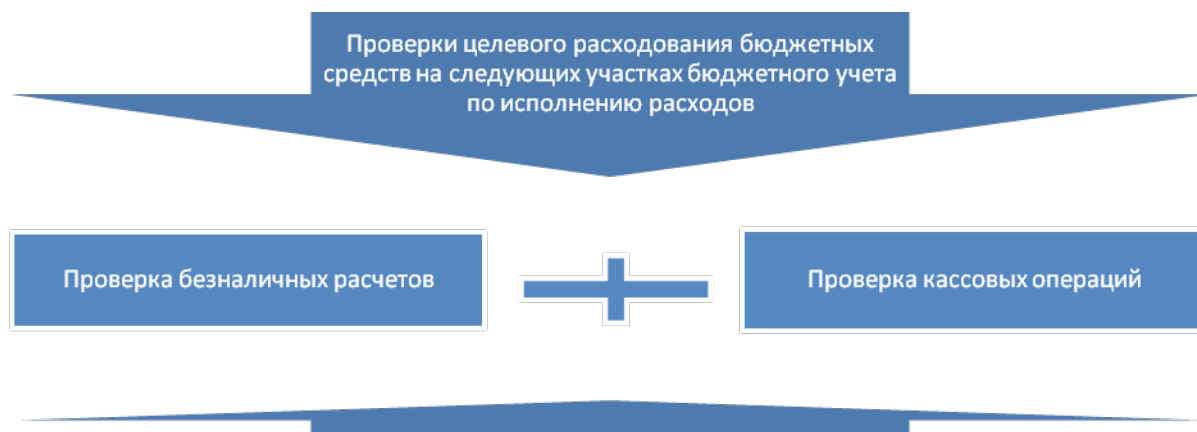 Проверки целевого расходования бюджетных
средств на следующих участках бюджетного учета
по исполнению расходов
Проверка безналичных расчетов
Проверка кассовых операций